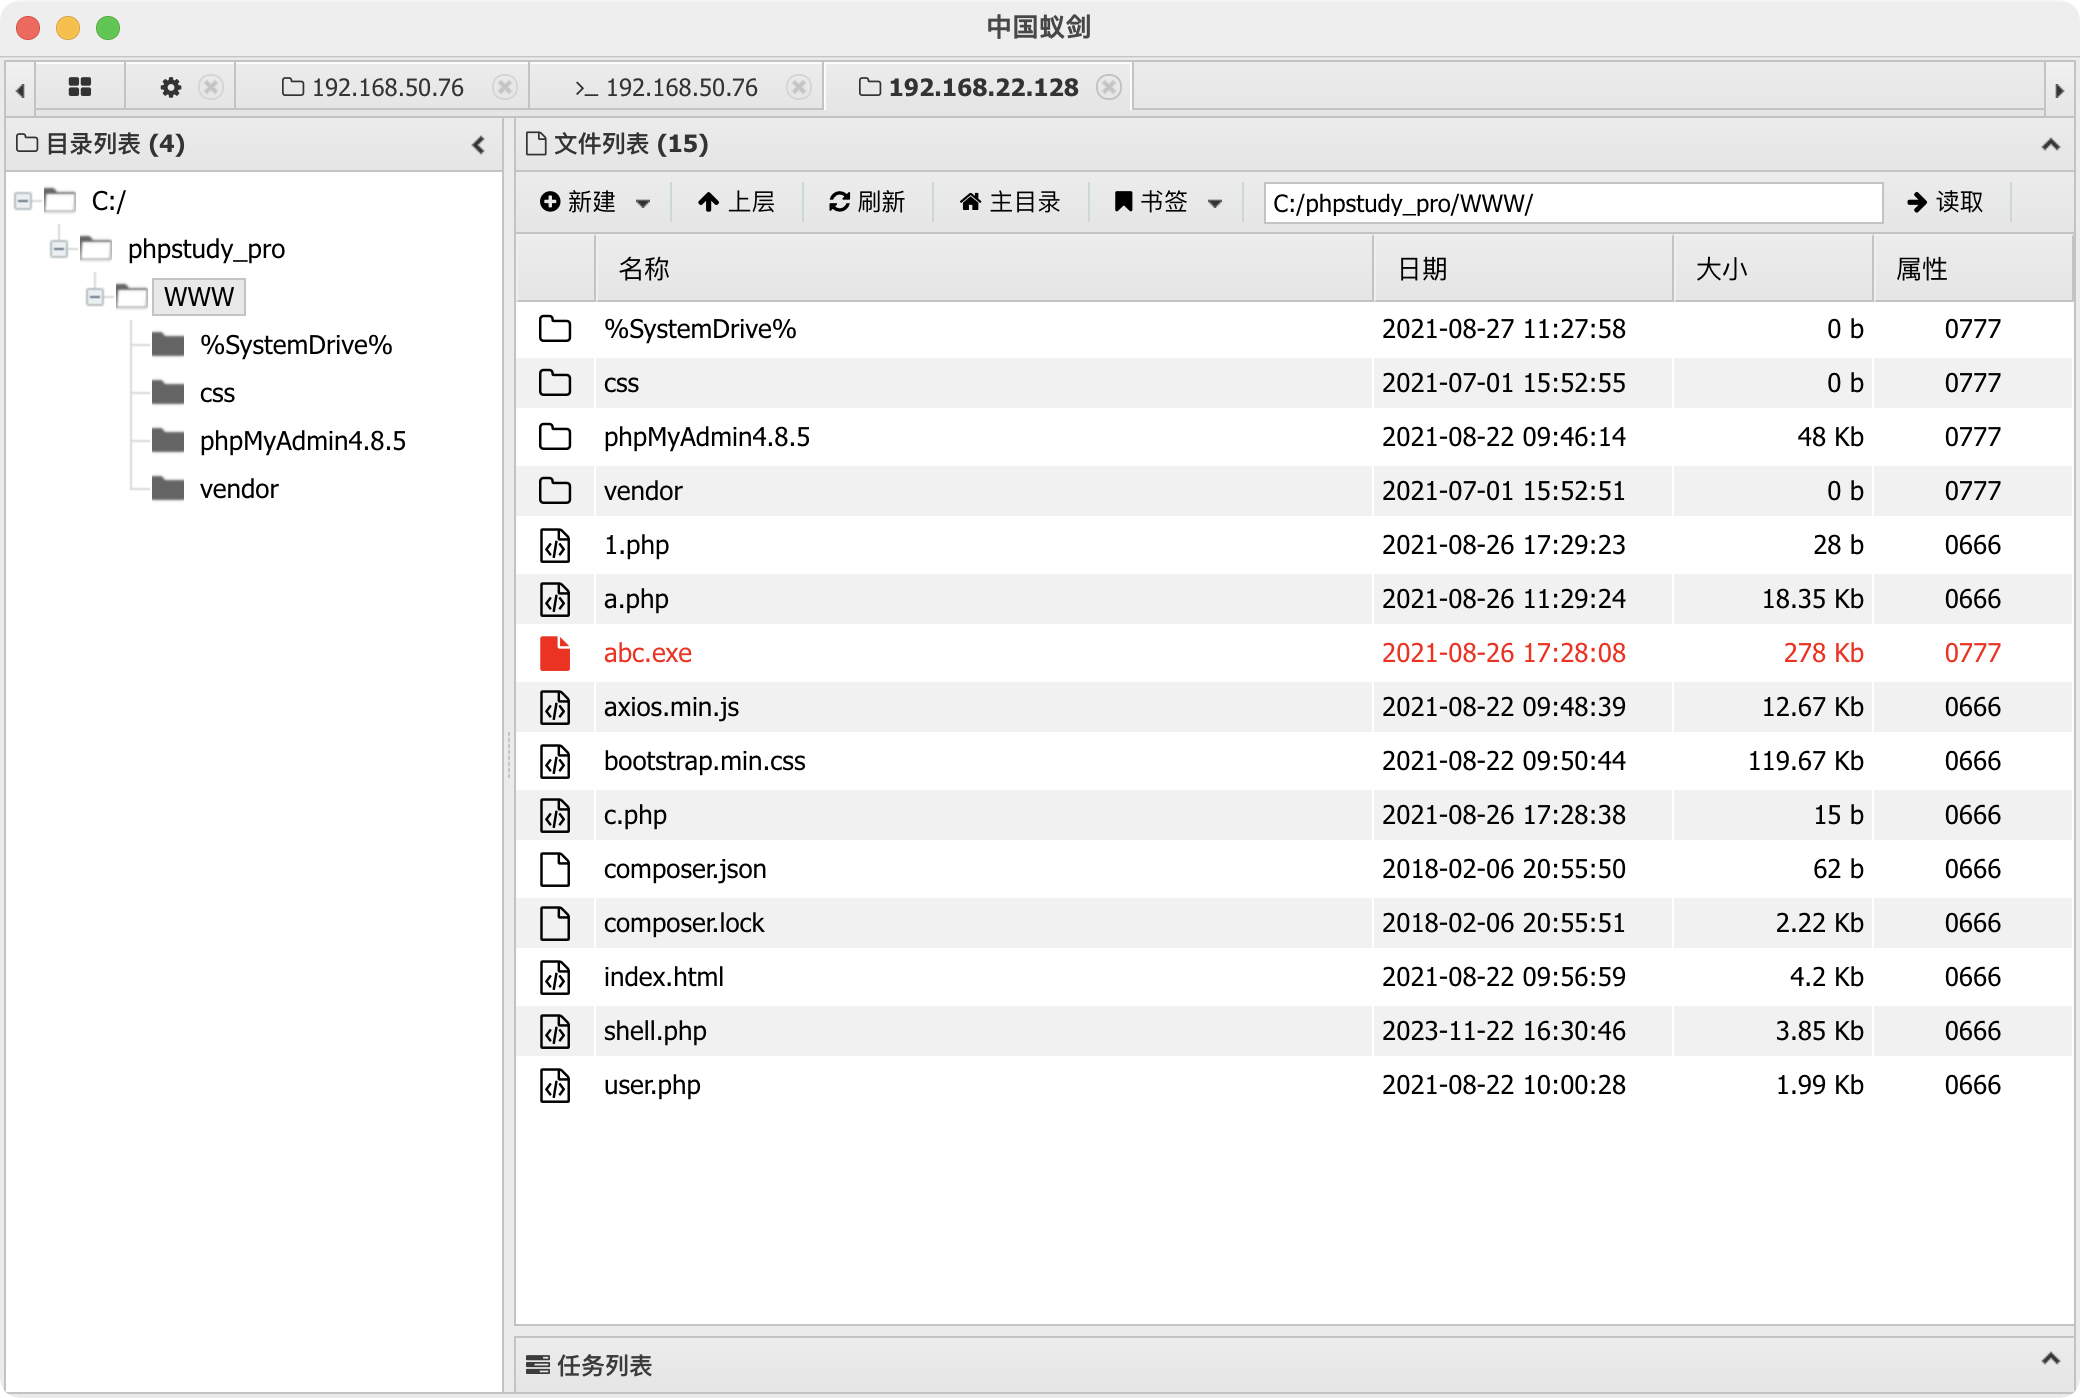 中国蚁剑
192.168.50.76
>_ 192.168.50.76
192.168.22.128
目录列表 (4)
C:/
phpstudy_pro
WWW
%SystemDrive%
css
phpMyAdmin4.8.5
vendor
文件列表 (15)
新建 上层 刷新 主目录 书签 C:/phpstudy_pro/WWW/ 读取
名称 日期 大小 属性
%SystemDrive% 2021-08-27 11:27:58 0 b 0777
css 2021-07-01 15:52:55 0 b 0777
phpMyAdmin4.8.5 2021-08-22 09:46:14 48 Kb 0777
vendor 2021-07-01 15:52:51 0 b 0777
1.php 2021-08-26 17:29:23 28 b 0666
a.php 2021-08-26 11:29:24 18.35 Kb 0666
abc.exe 2021-08-26 17:28:08 278 Kb 0777
axios.min.js 2021-08-22 09:48:39 12.67 Kb 0666
bootstrap.min.css 2021-08-22 09:50:44 119.67 Kb 0666
c.php 2021-08-26 17:28:38 15 b 0666
composer.json 2018-02-06 20:55:50 62 b 0666
composer.lock 2018-02-06 20:55:51 2.22 Kb 0666
index.html 2021-08-22 09:56:59 4.2 Kb 0666
shell.php 2023-11-22 16:30:46 3.85 Kb 0666
user.php 2021-08-22 10:00:28 1.99 Kb 0666
任务列表